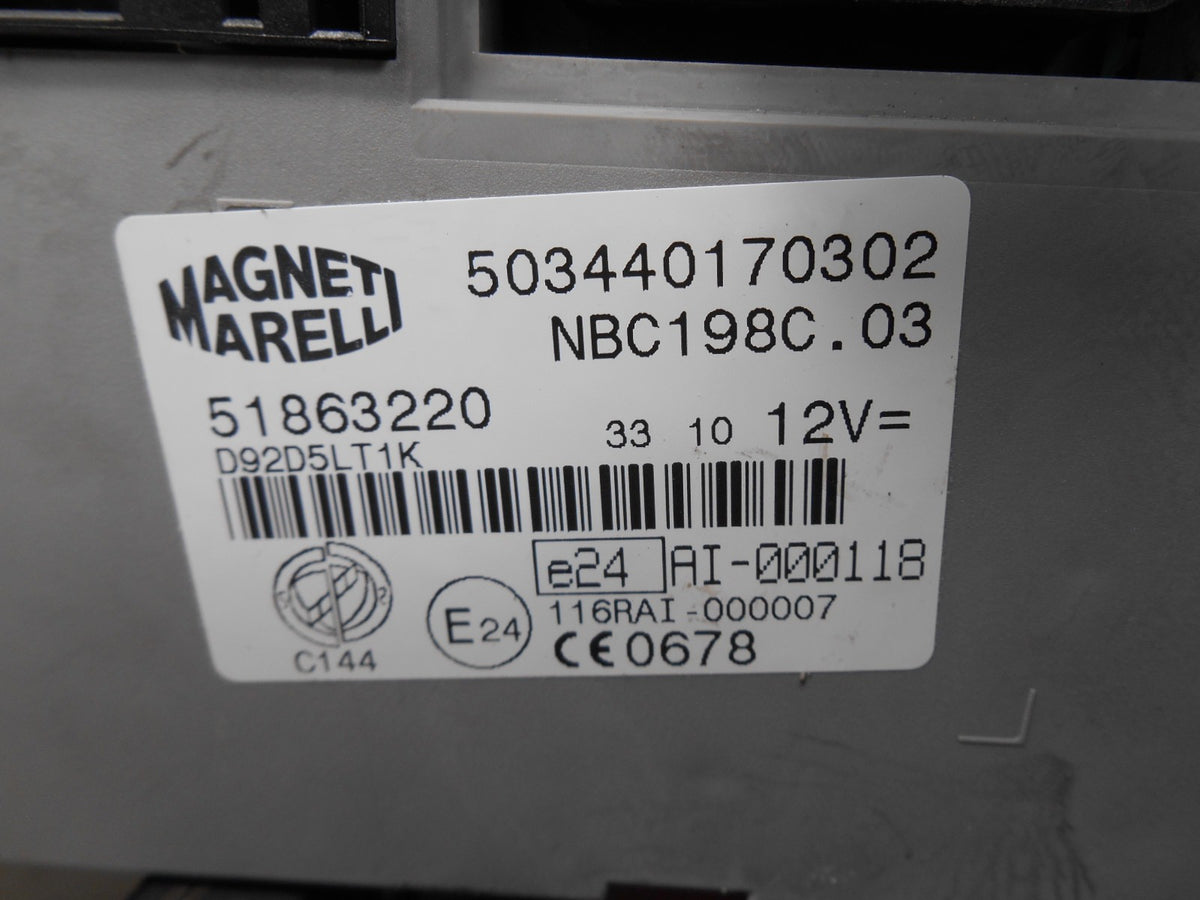 MAGNETI
MARELLI
503440170302
NBC198C.03
51863220
33 10 12V=
D92D5LT1K
e24 AI-000118
116RAI-000007
E24
CE0678
C144